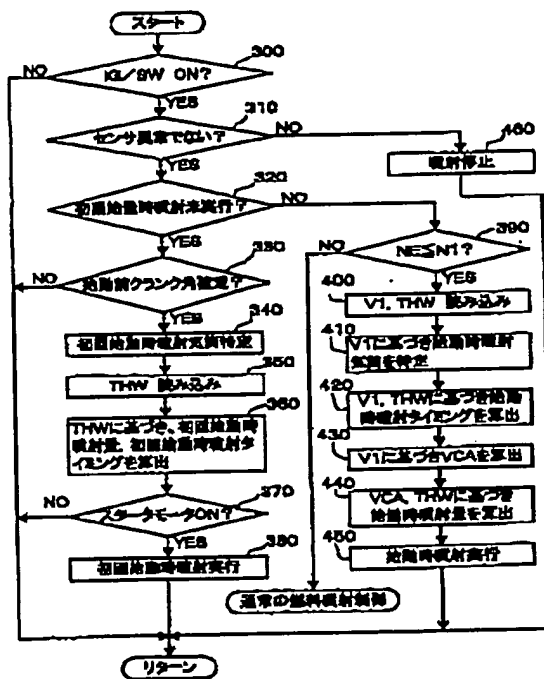 スタート
300
IG/SW ON?
NO
YES
310
センサ異常でない?
NO
YES
460
噴射停止
320
初回始動時噴射未実行?
NO
YES
390
NE≦N1?
NO
YES
330
始動前クランク角確定?
NO
YES
400
V1, THW 読み込み
340
初回始動時噴射気筒特定
410
V1に基づき始動時噴射
気筒を特定
350
THW 読み込み
420
V1, THWに基づき始動
時噴射タイミングを算出
360
THWに基づき、初回始動時
噴射量, 初回始動時噴射タ
イミングを算出
430
V1に基づきVCAを算出
440
VCA, THWに基づき
始動時噴射量を算出
370
スタータモータON?
NO
YES
450
始動時噴射実行
380
初回始動時噴射実行
通常の燃料噴射制御
リターン